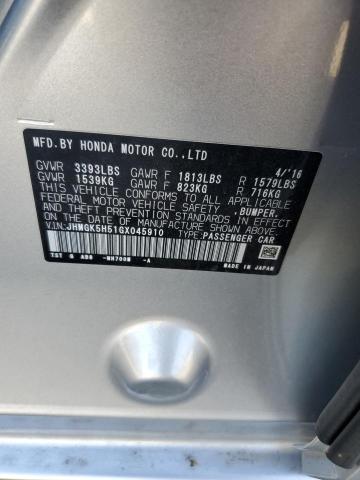 MFD.BY HONDA MOTOR CO.,LTD
4/'16
GVWR 3393LBS GAWR F 1813LBS R 1579LBS
GVWR 1539KG GAWR F 823KG R 716KG
THIS VEHICLE CONFORMS TO ALL APPLICABLE
FEDERAL MOTOR VEHICLE SAFETY, BUMPER,
AND THEFT PREVENTION STANDARDS IN EFFECT
ON THE DATE OF MANUFACTURE SHOWN ABOVE.
V.IN:JHMGK5H51GX045910 TYPE:PASSENGER CAR
-NH700M -A
MADE IN JAPAN